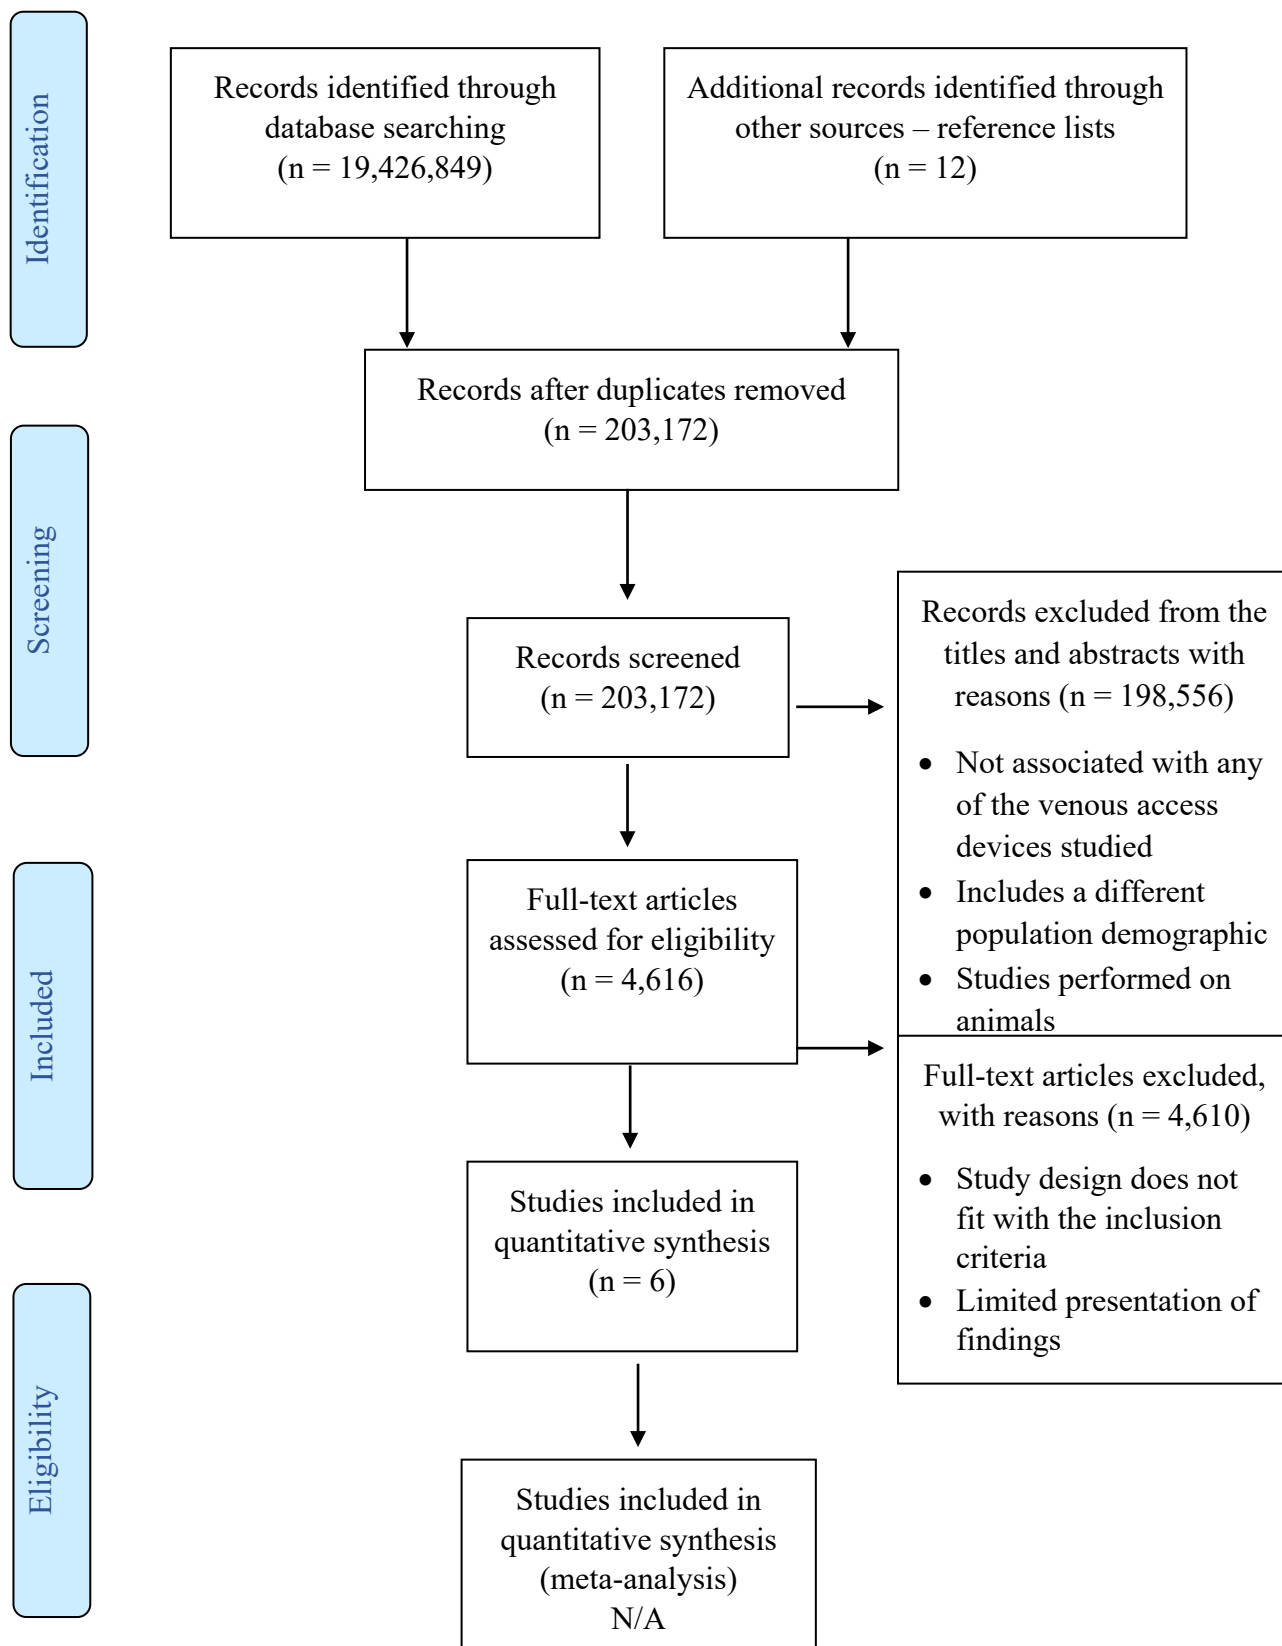 Identification
Records identified through
database searching
(n = 19,426,849)
Additional records identified through
other sources – reference lists
(n = 12)
Records after duplicates removed
(n = 203,172)
Screening
Records screened
(n = 203,172)
Records excluded from the
titles and abstracts with
reasons (n = 198,556)
• Not associated with any
of the venous access
devices studied
• Includes a different
population demographic
• Studies performed on
animals
Included
Full-text articles
assessed for eligibility
(n = 4,616)
Full-text articles excluded,
with reasons (n = 4,610)
• Study design does not
fit with the inclusion
criteria
• Limited presentation of
findings
Studies included in
quantitative synthesis
(n = 6)
Eligibility
Studies included in
quantitative synthesis
(meta-analysis)
N/A